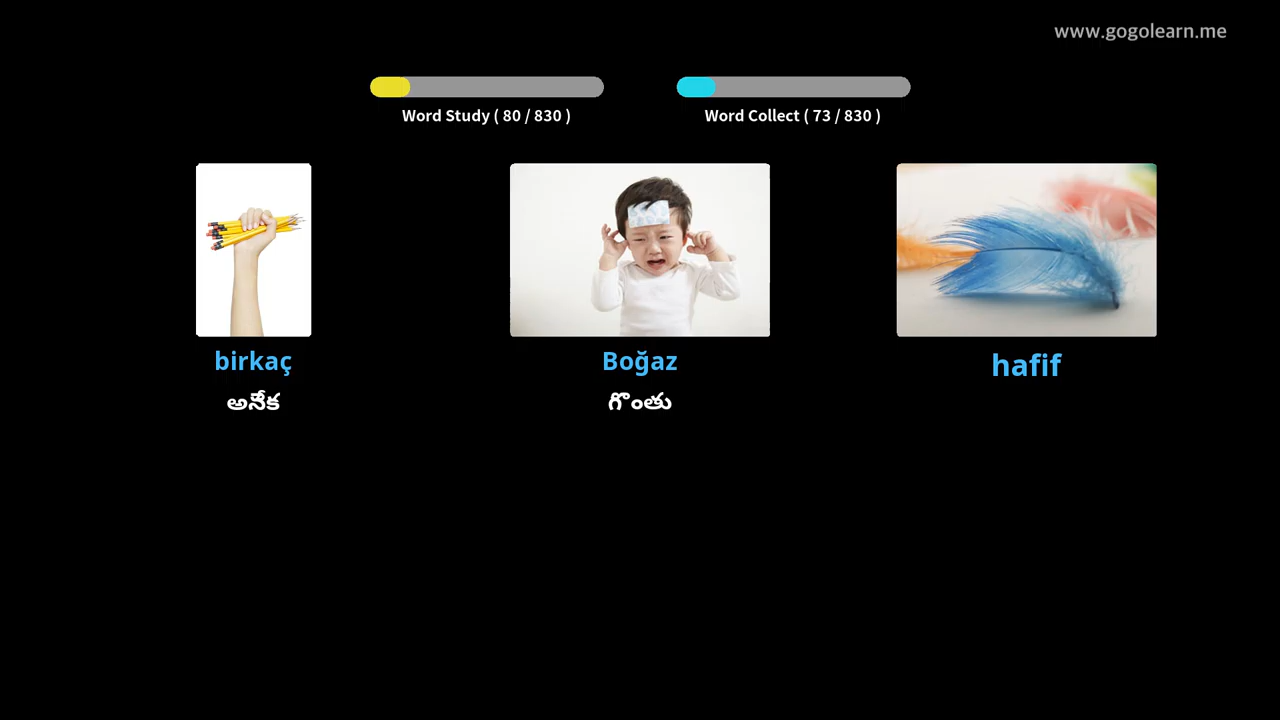 www.gogolearn.me
Word Study ( 80 / 830 )
Word Collect ( 73 / 830 )
birkaç
Boğaz
hafif
అనేక
గొంతు